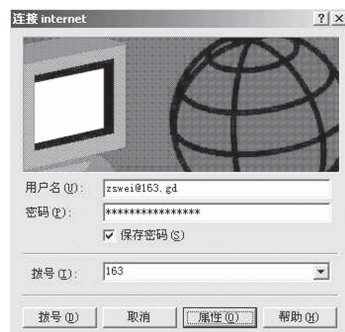 连接 internet
用户名(U): zswei@163.gd
密码(P): ****************
保存密码(S)
拨号(I): 163
拨号(D) 取消 属性(O) 帮助(H)